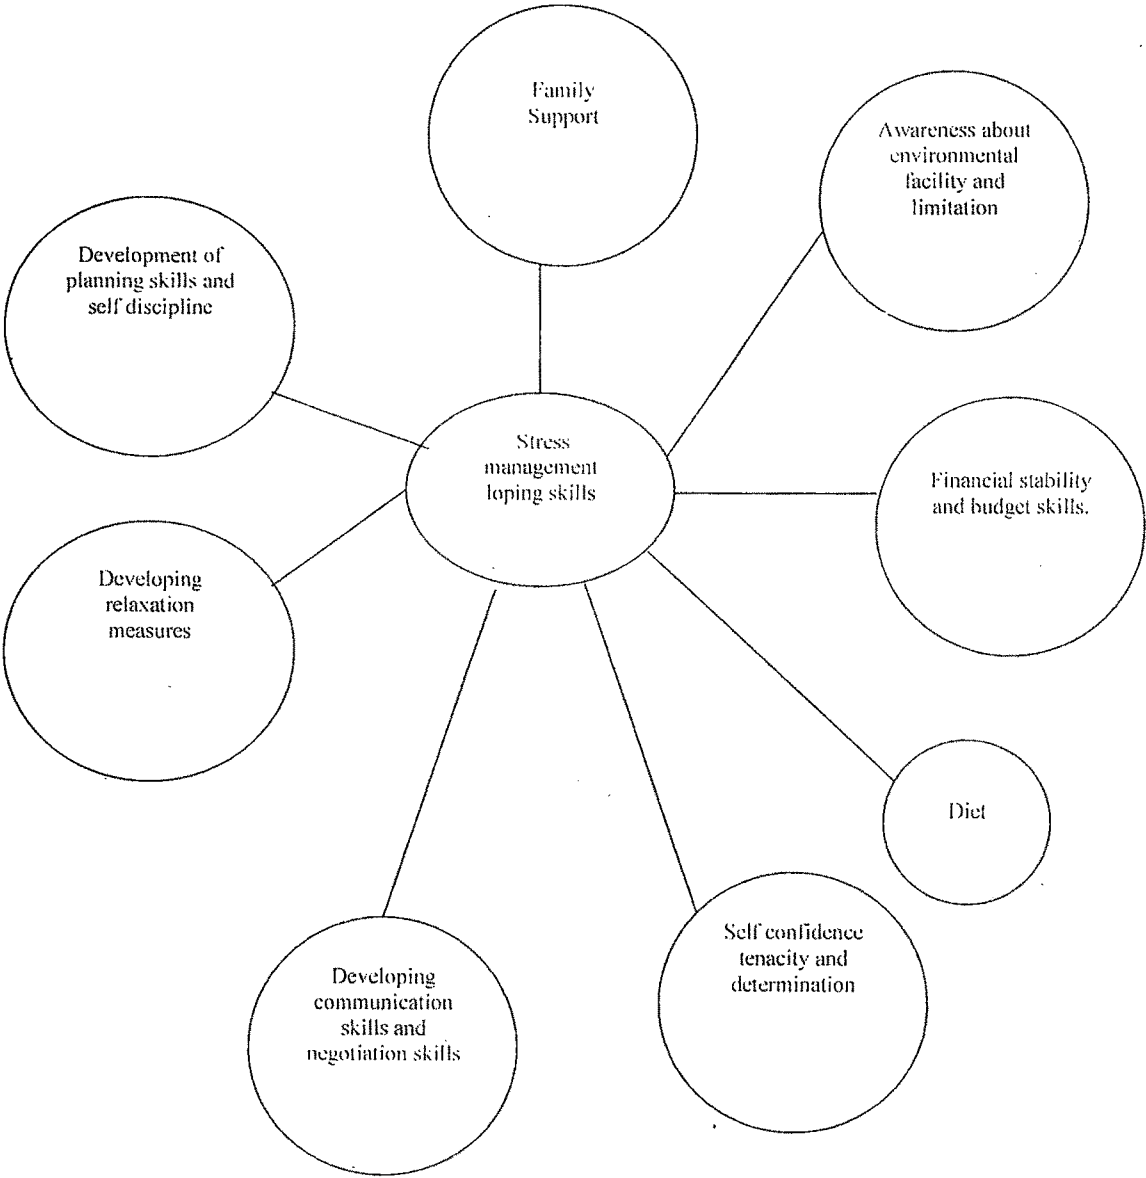 Family
Support
Awareness about
environmental
facility and
limitation
Development of
planning skills and
self discipline
Stress
management
loping skills
Financial stability
and budget skills.
Developing
relaxation
measures
Diet
Self confidence
tenacity and
determination
Developing
communication
skills and
negotiation skills